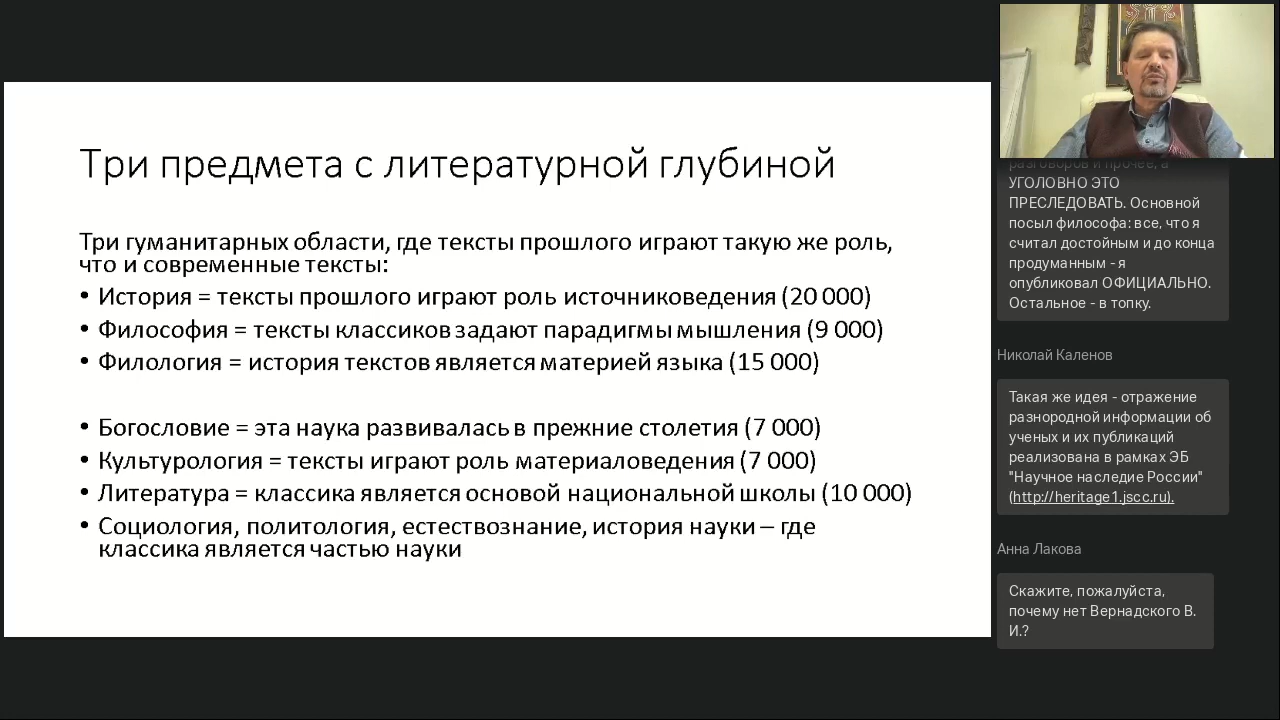 Три предмета с литературной глубиной
Три гуманитарных области, где тексты прошлого играют такую же роль,
что и современные тексты:
• История = тексты прошлого играют роль источниковедения (20 000)
• Философия = тексты классиков задают парадигмы мышления (9 000)
• Филология = история текстов является материей языка (15 000)
• Богословие = эта наука развивалась в прежние столетия (7 000)
• Культурология = тексты играют роль материаловедения (7 000)
• Литература = классика является основой национальной школы (10 000)
• Социология, политология, естествознание, история науки – где
классика является частью науки
разговоров и прочее, а
УГОЛОВНО ЭТО
ПРЕСЛЕДОВАТЬ. Основной
посыл философа: все, что я
считал достойным и до конца
продуманным - я
опубликовал ОФИЦИАЛЬНО.
Остальное - в топку.
Николай Каленов
Такая же идея - отражение
разнородной информации об
ученых и их публикаций
реализована в рамках ЭБ
"Научное наследие России"
(http://heritage1.jscc.ru).
Анна Лакова
Скажите, пожалуйста,
почему нет Вернадского В.
И.?